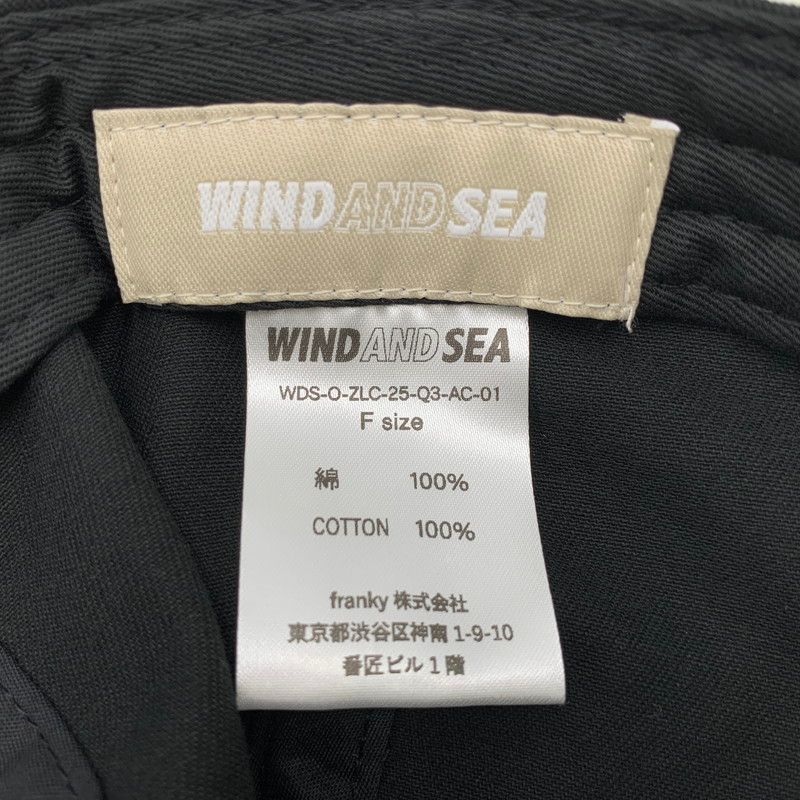 WINDANDSEA
WINDANDSEA
WDS-O-ZLC-25-Q3-AC-01
F size
綿 100%
COTTON 100%
franky 株式会社
東京都渋谷区神南1-9-10
番匠ビル1階